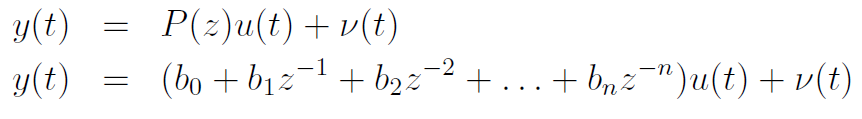 y(t) = P(z)u(t) + ν(t)
y(t) = (b₀ + b₁z⁻¹ + b₂z⁻² + . . . + bₙz⁻ⁿ)u(t) + ν(t)